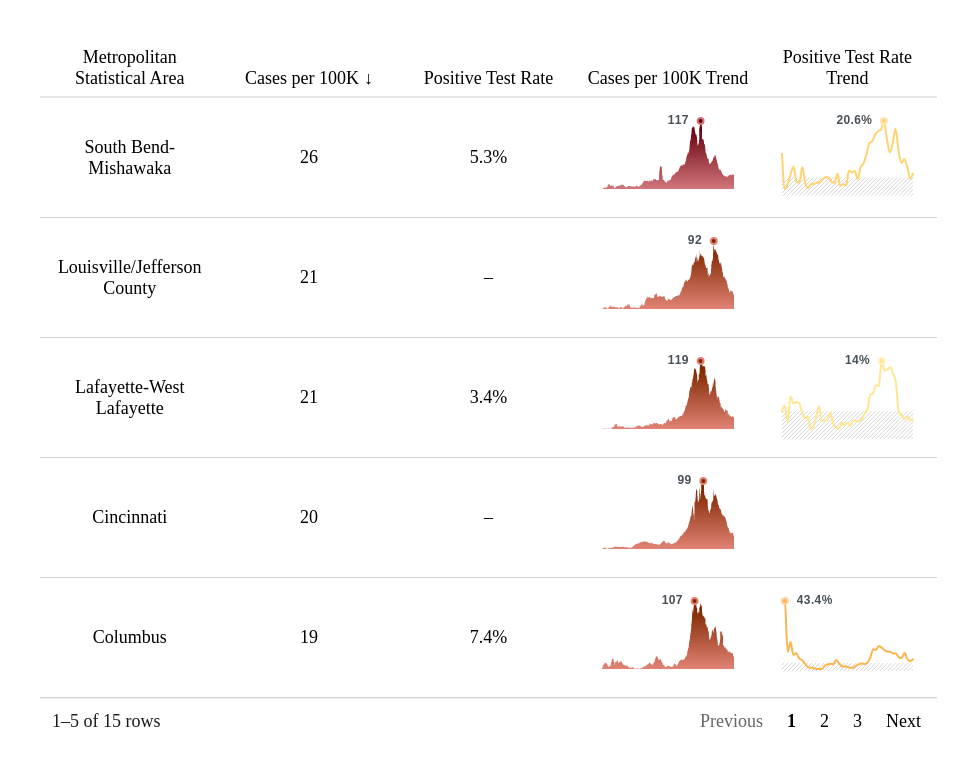 Metropolitan
Statistical Area
Cases per 100K ↓
Positive Test Rate
Cases per 100K Trend
Positive Test Rate
Trend
South Bend-
Mishawaka
26
5.3%
117
20.6%
Louisville/Jefferson
County
21
–
92
Lafayette-West
Lafayette
21
3.4%
119
14%
Cincinnati
20
–
99
Columbus
19
7.4%
107
43.4%
1–5 of 15 rows
Previous 1 2 3 Next